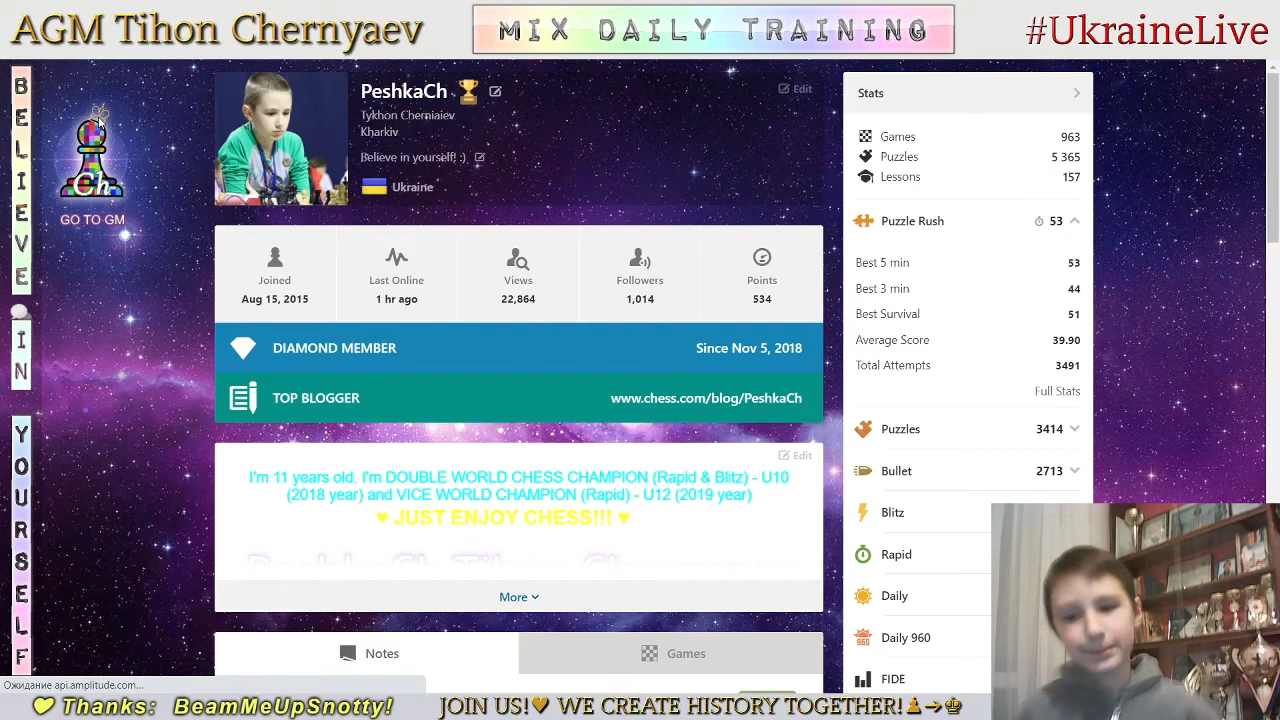 AGM Tihon Chernyaev
MIX DAILY TRAINING
#UkraineLive
BELIEVE IN YOURSELF
Ch
GO TO GM
PeshkaCh
Edit
Tykhon Cherniaiev
Kharkiv
Believe in yourself! :)
Ukraine
Joined
Aug 15, 2015
Last Online
1 hr ago
Views
22,864
Followers
1,014
Points
534
DIAMOND MEMBER
Since Nov 5, 2018
TOP BLOGGER
www.chess.com/blog/PeshkaCh
Edit
I'm 11 years old. I'm DOUBLE WORLD CHESS CHAMPION (Rapid & Blitz) - U10
(2018 year) and VICE WORLD CHAMPION (Rapid) - U12 (2019 year)
♥ JUST ENJOY CHESS!!! ♥
More
Notes
Games
Stats
Games 963
Puzzles 5 365
Lessons 157
Puzzle Rush 53
Best 5 min 53
Best 3 min 44
Best Survival 51
Average Score 39.90
Total Attempts 3491
Full Stats
Puzzles 3414
Bullet 2713
Blitz
Rapid
Daily
Daily 960
FIDE
Ожидание api.amplitude.com...
Thanks: BeamMeUpSnotty!
JOIN US!♥ WE CREATE HISTORY TOGETHER!♟→♚